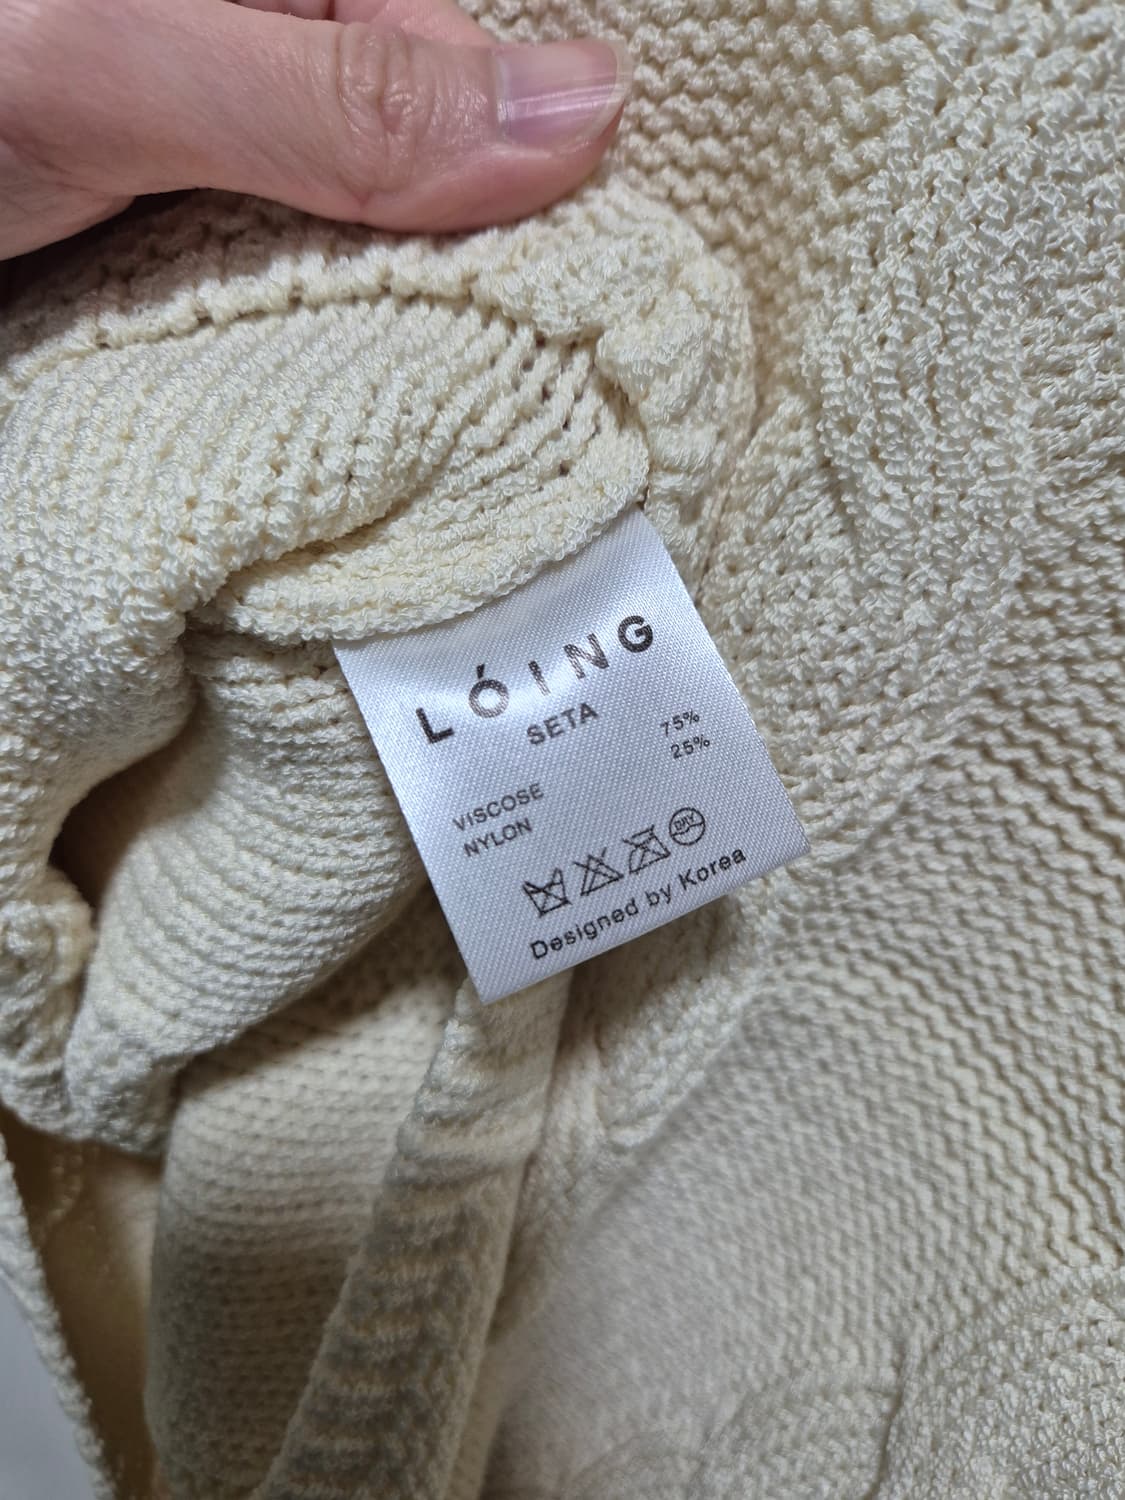 LÓING
SETA
VISCOSE 75%
NYLON 25%
DRY
Designed by Korea